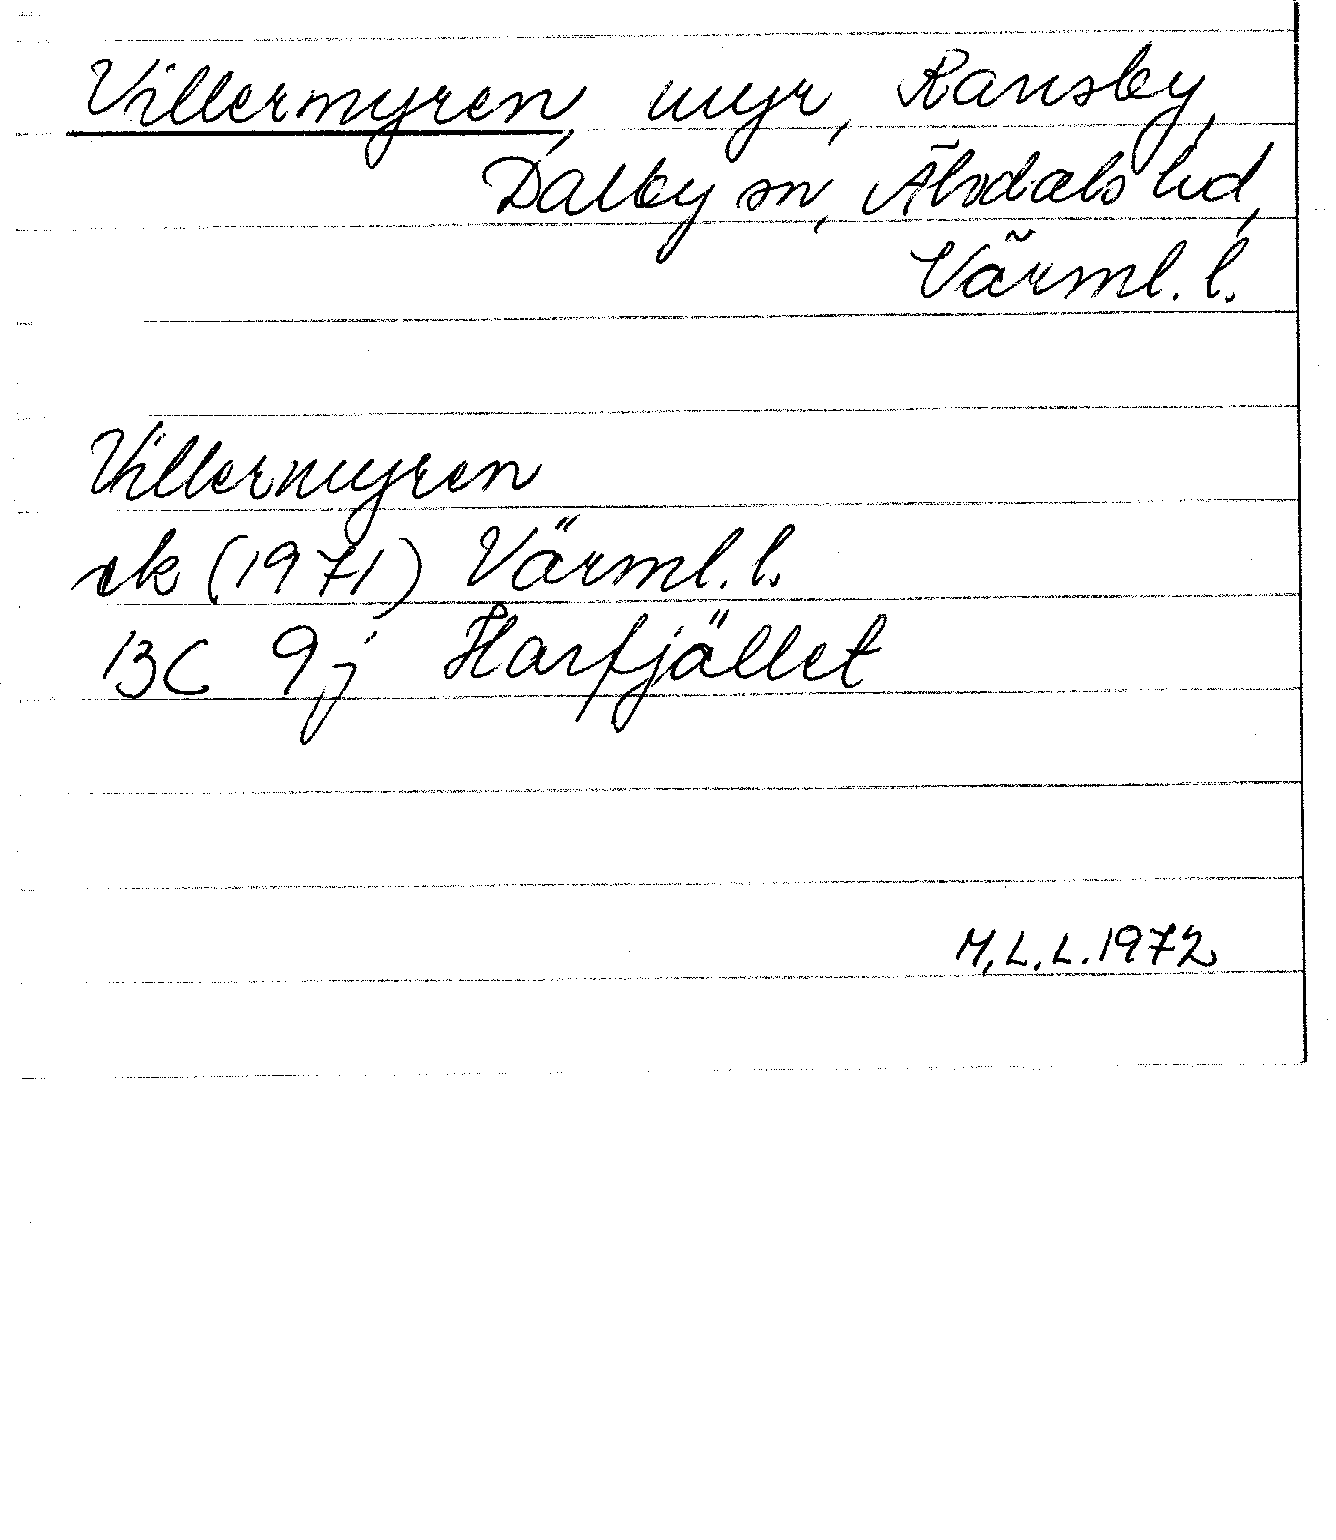 Villermyren, myr, Ransby,
Dalby sn, Älvdals hd,
Värml. l.
Villermyren
ek (1971) Värml. l.
13C 9j Harfjället
M.L.L. 1972